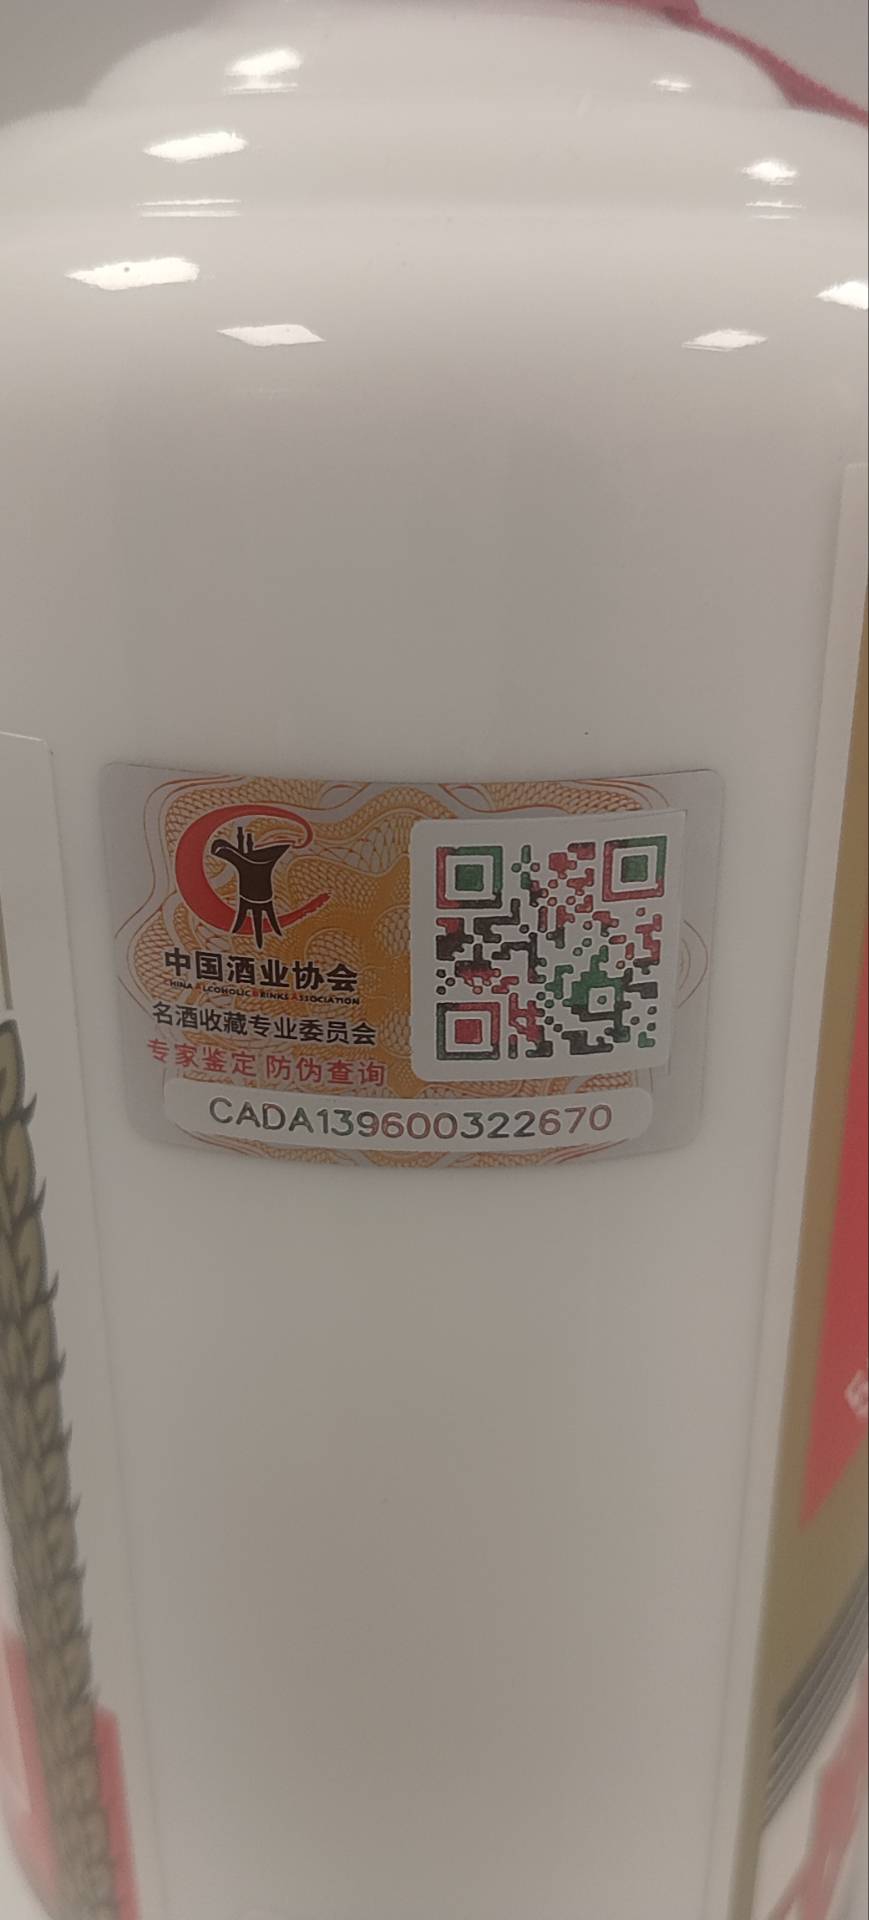 中国酒业协会
CHINA ALCOHOLIC DRINKS ASSOCIATION
名酒收藏专业委员会
专家鉴定 防伪查询
CADA139600322670